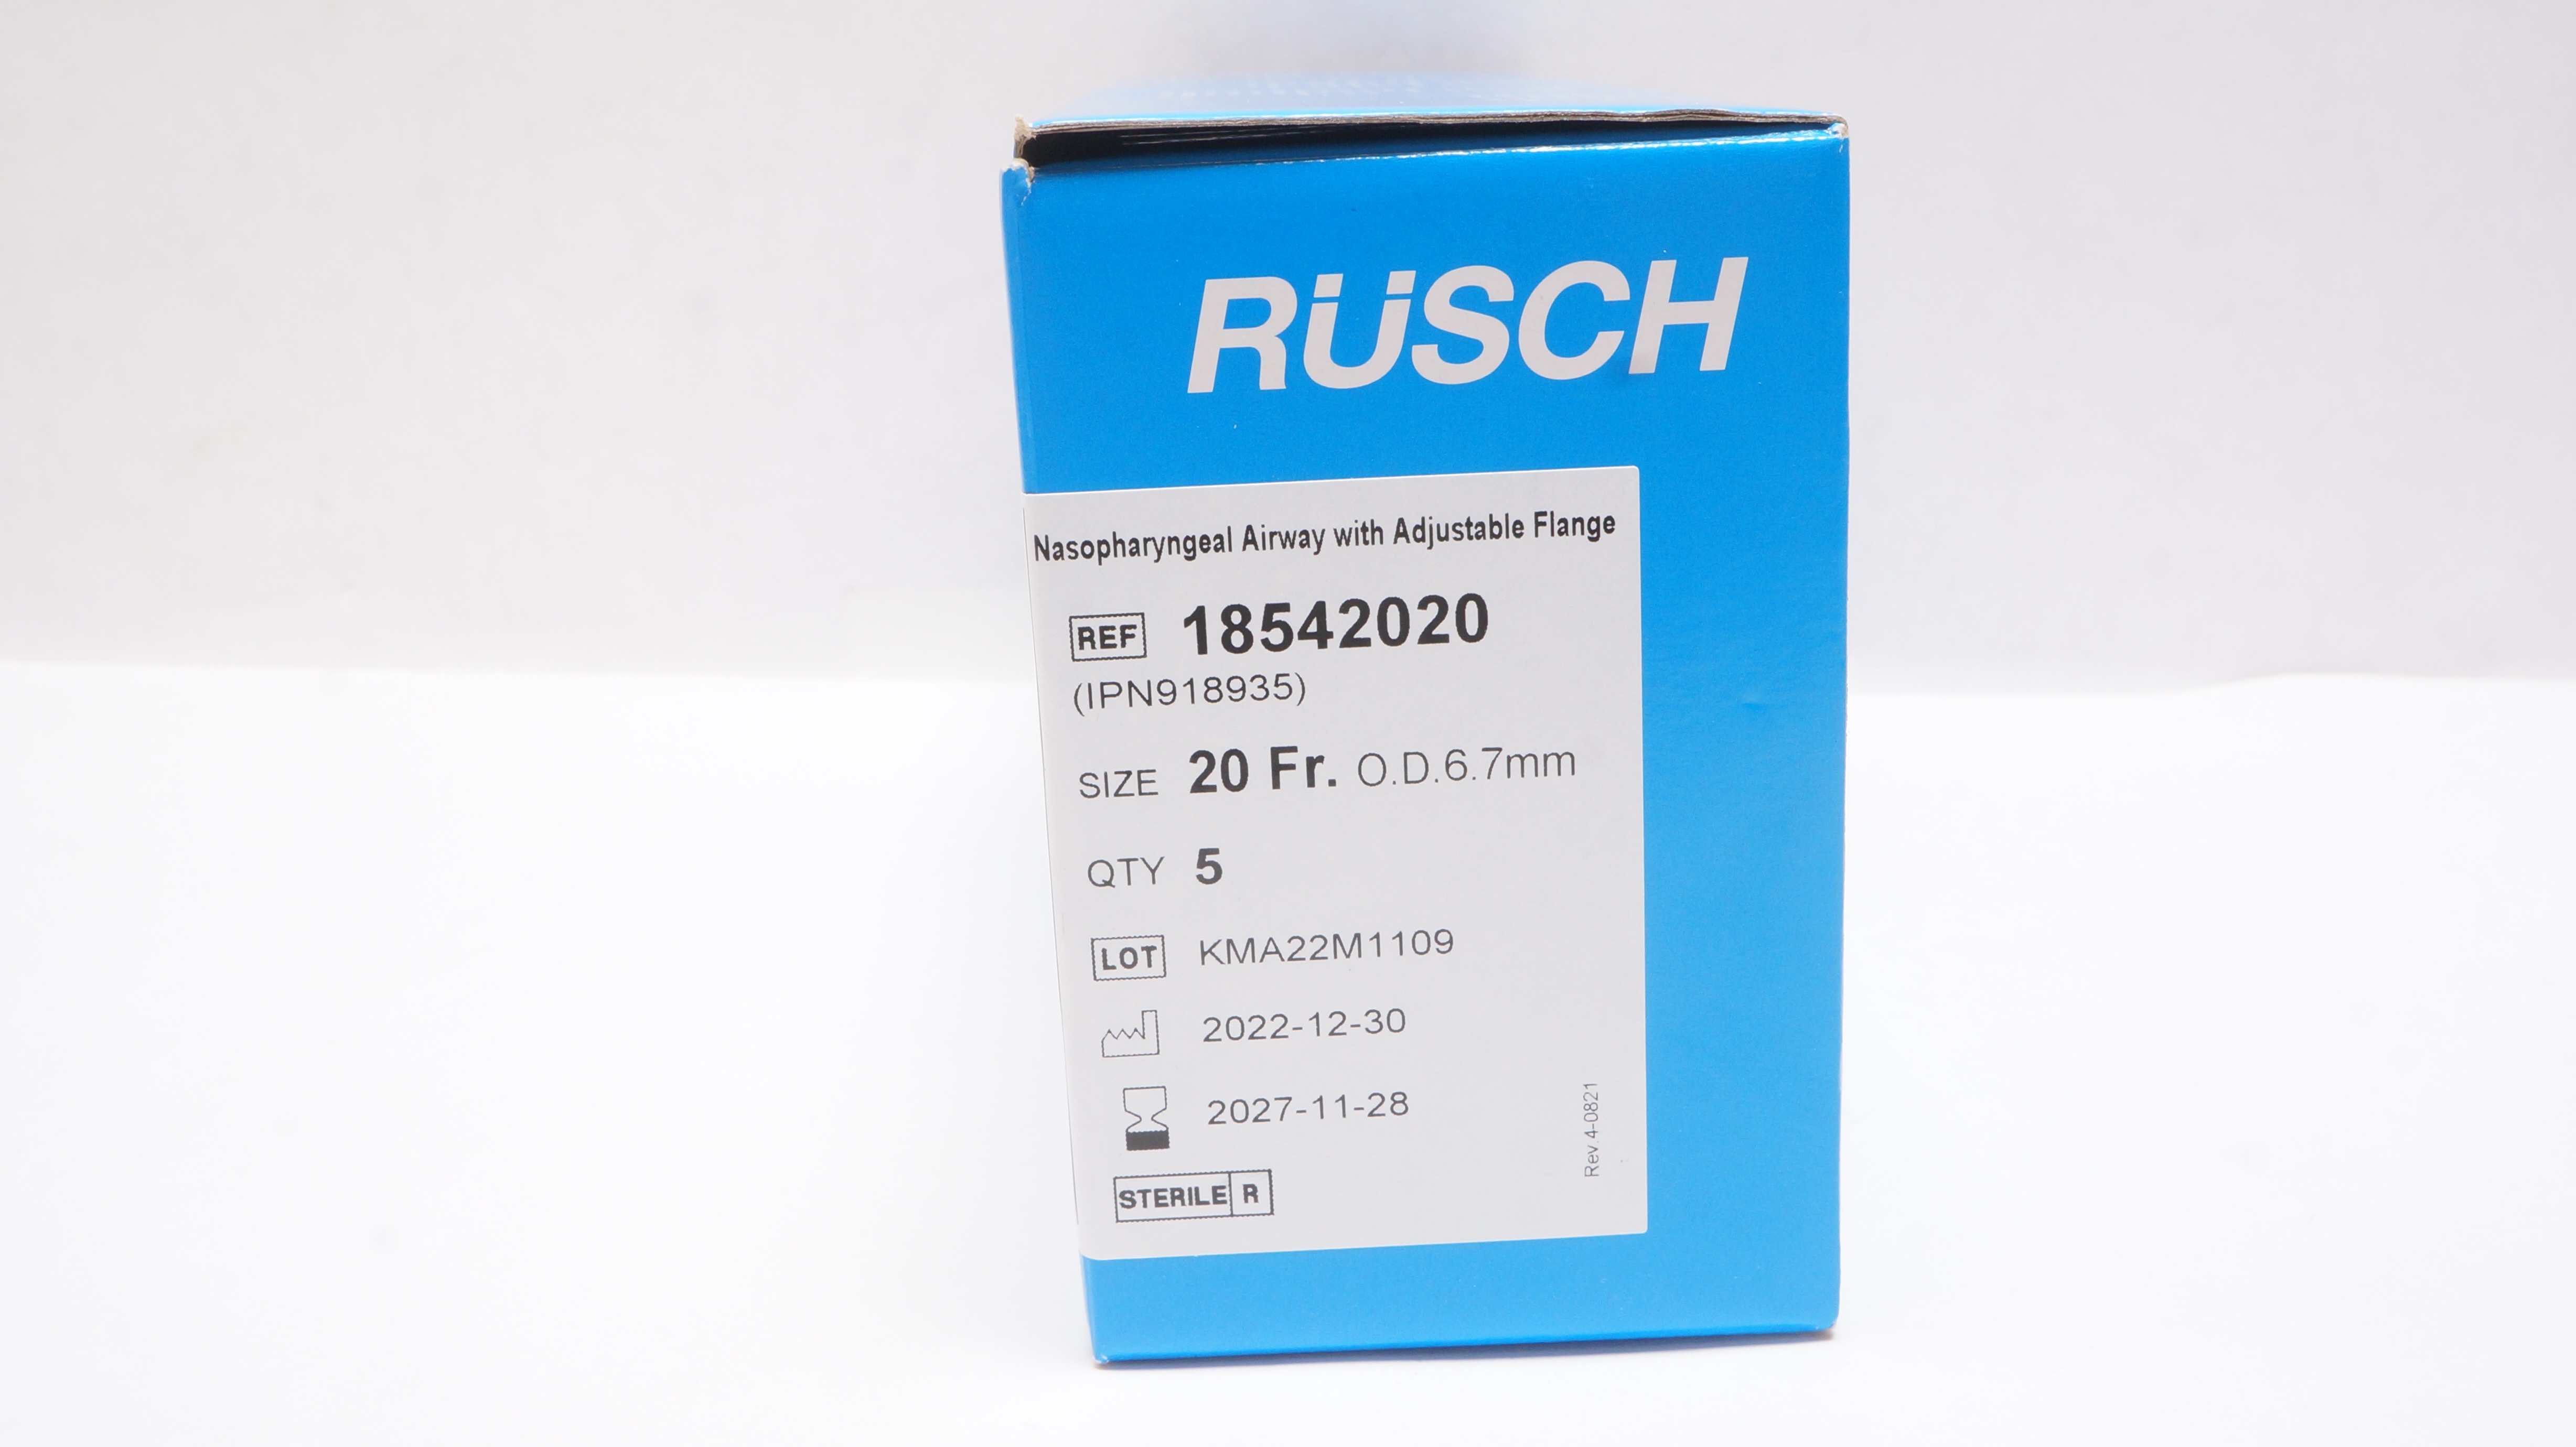 RÜSCH
Nasopharyngeal Airway with Adjustable Flange
REF 18542020
(IPN918935)
SIZE 20 Fr. O.D.6.7mm
QTY 5
LOT KMA22M1109
2022-12-30
2027-11-28
STERILE R
Rev 4-0821